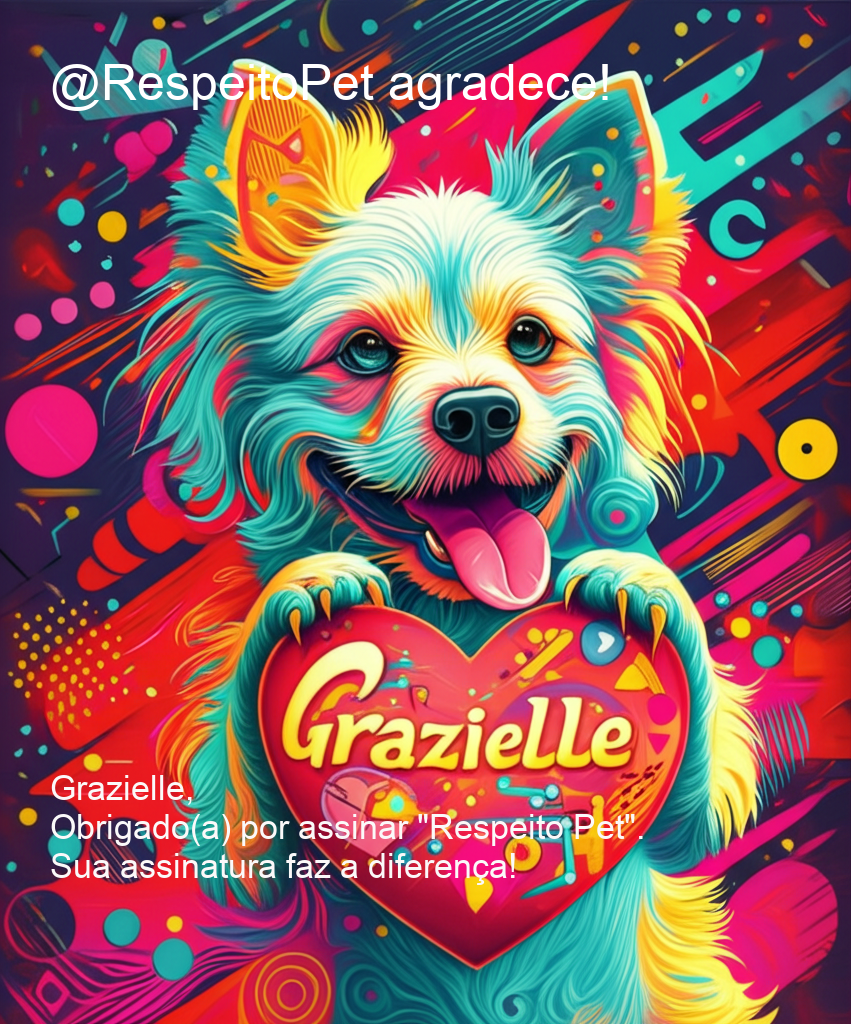 @RespeitoPet agradece!
Grazielle
Grazielle,
Obrigado(a) por assinar "Respeito Pet".
Sua assinatura faz a diferença!